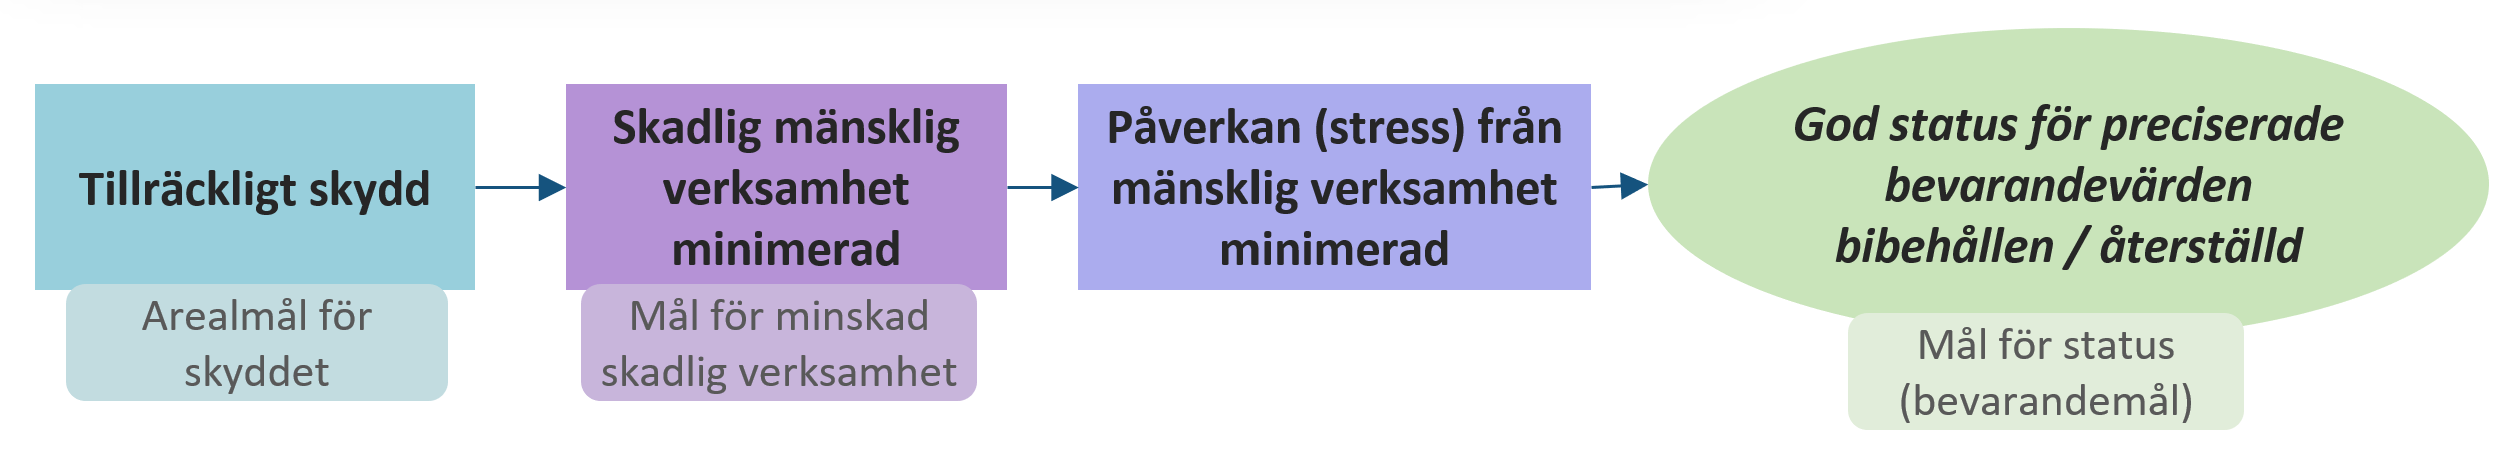 Tillräckligt skydd
Arealmål för
skyddet
Skadlig mänsklig
verksamhet
minimerad
Mål för minskad
skadlig verksamhet
Påverkan (stress) från
mänsklig verksamhet
minimerad
God status för preciserade
bevarandevärden
bibehållen / återställd
Mål för status
(bevarandemål)